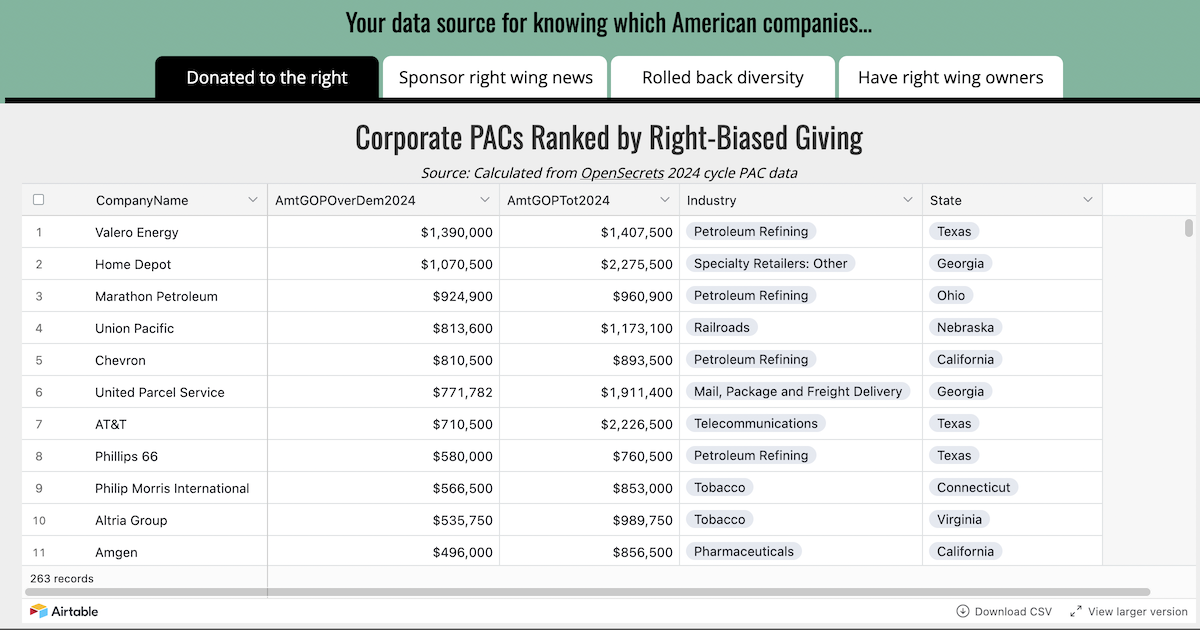 Your data source for knowing which American companies...
Donated to the right Sponsor right wing news Rolled back diversity Have right wing owners
Corporate PACs Ranked by Right-Biased Giving
Source: Calculated from OpenSecrets 2024 cycle PAC data
CompanyName AmtGOPOverDem2024 AmtGOPTot2024 Industry State
1 Valero Energy $1,390,000 $1,407,500 Petroleum Refining Texas
2 Home Depot $1,070,500 $2,275,500 Specialty Retailers: Other Georgia
3 Marathon Petroleum $924,900 $960,900 Petroleum Refining Ohio
4 Union Pacific $813,600 $1,173,100 Railroads Nebraska
5 Chevron $810,500 $893,500 Petroleum Refining California
6 United Parcel Service $771,782 $1,911,400 Mail, Package and Freight Delivery Georgia
7 AT&T $710,500 $2,226,500 Telecommunications Texas
8 Phillips 66 $580,000 $760,500 Petroleum Refining Texas
9 Philip Morris International $566,500 $853,000 Tobacco Connecticut
10 Altria Group $535,750 $989,750 Tobacco Virginia
11 Amgen $496,000 $856,500 Pharmaceuticals California
263 records
Airtable Download CSV View larger version